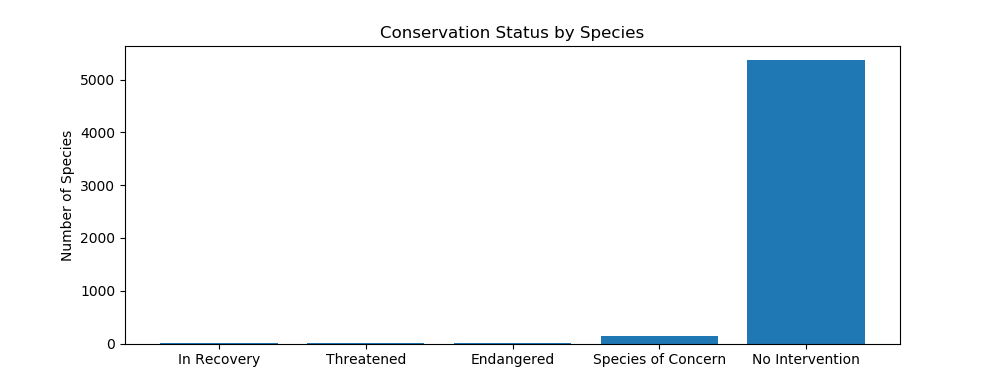 Conservation Status by Species
Number of Species
5000
4000
3000
2000
1000
0
In Recovery
Threatened
Endangered
Species of Concern
No Intervention